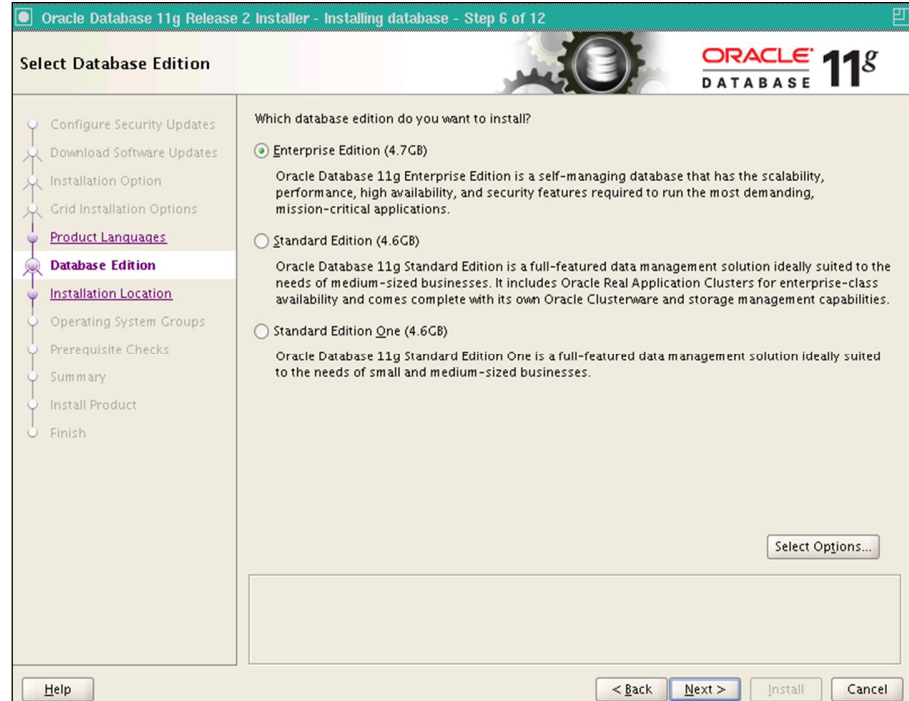 Oracle Database 11g Release 2 Installer - Installing database - Step 6 of 12
Select Database Edition
ORACLE
DATABASE
11g
Configure Security Updates
Download Software Updates
Installation Option
Grid Installation Options
Product Languages
Database Edition
Installation Location
Operating System Groups
Prerequisite Checks
Summary
Install Product
Finish
Which database edition do you want to install?
Enterprise Edition (4.7GB)
Oracle Database 11g Enterprise Edition is a self-managing database that has the scalability,
performance, high availability, and security features required to run the most demanding,
mission-critical applications.
Standard Edition (4.6GB)
Oracle Database 11g Standard Edition is a full-featured data management solution ideally suited to the
needs of medium-sized businesses. It includes Oracle Real Application Clusters for enterprise-class
availability and comes complete with its own Oracle Clusterware and storage management capabilities.
Standard Edition One (4.6GB)
Oracle Database 11g Standard Edition One is a full-featured data management solution ideally suited
to the needs of small and medium-sized businesses.
Select Options...
Help
< Back
Next >
Install
Cancel